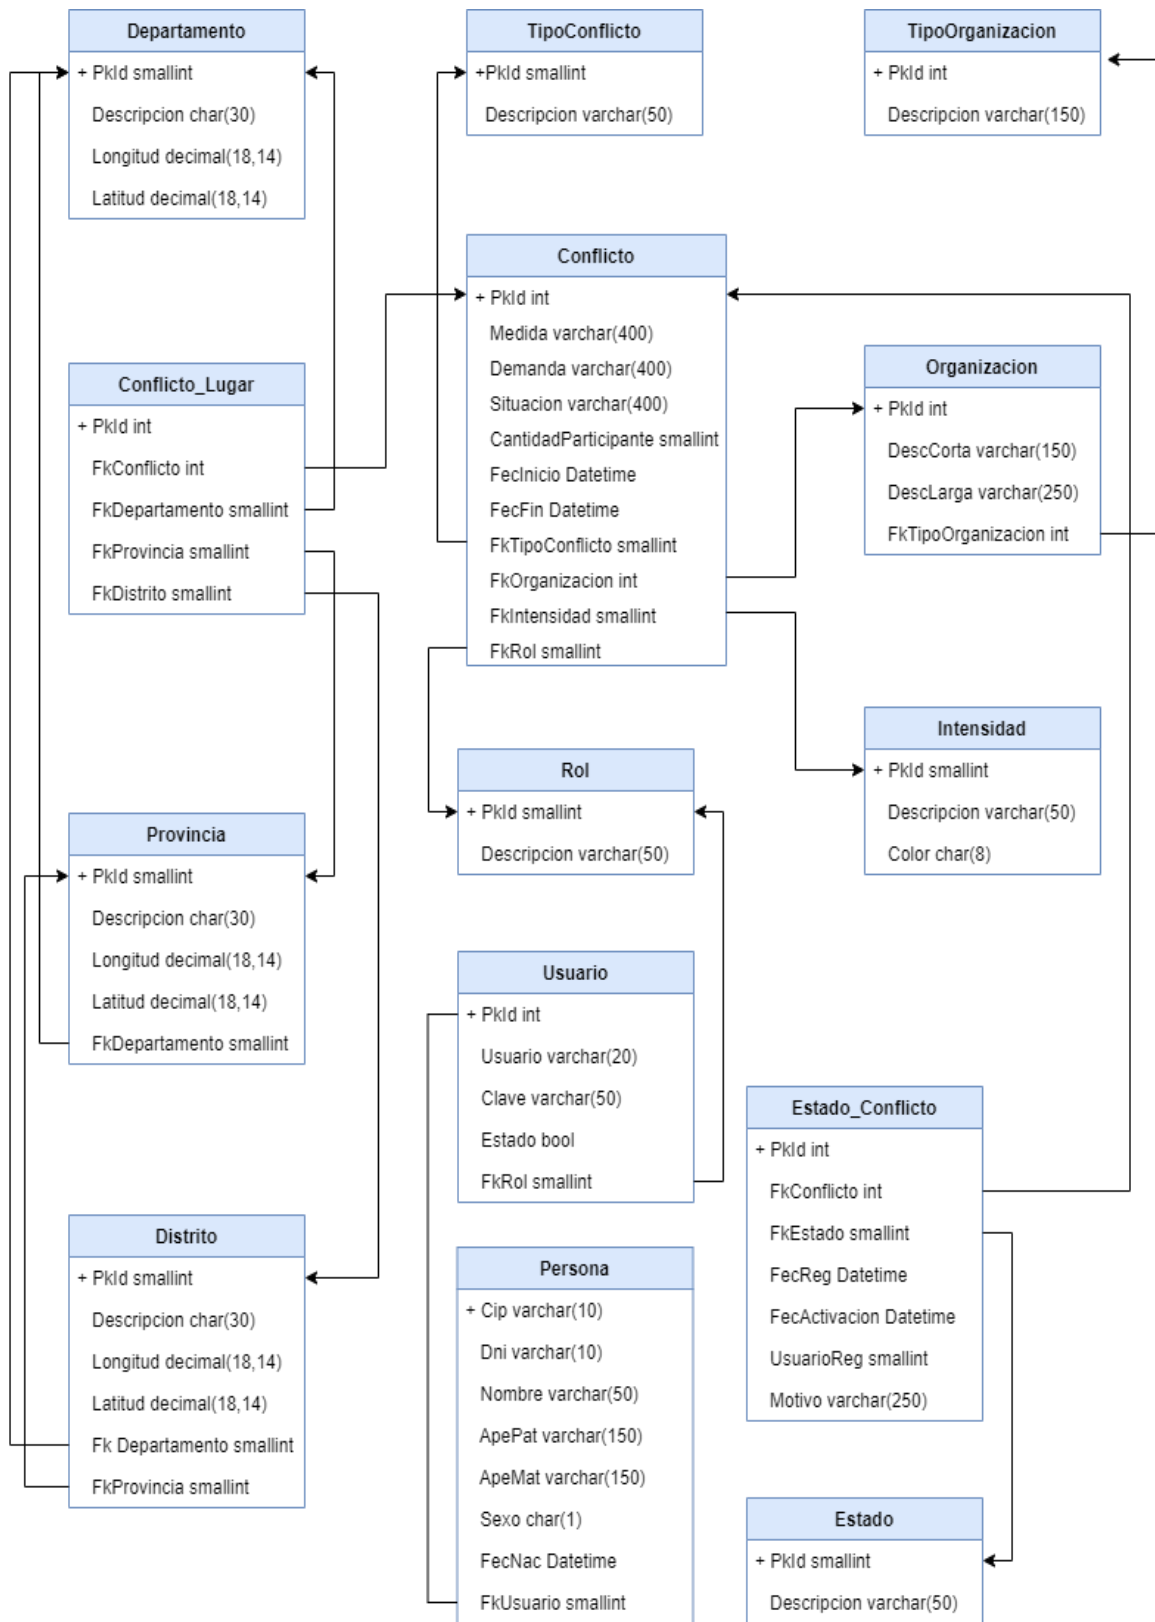 Departamento
+ PkId smallint
Descripcion char(30)
Longitud decimal(18,14)
Latitud decimal(18,14)
TipoConflicto
+PkId smallint
Descripcion varchar(50)
TipoOrganizacion
+ PkId int
Descripcion varchar(150)
Conflicto
+ PkId int
Medida varchar(400)
Demanda varchar(400)
Situacion varchar(400)
CantidadParticipante smallint
FecInicio Datetime
FecFin Datetime
FkTipoConflicto smallint
FkOrganizacion int
FkIntensidad smallint
FkRol smallint
Conflicto_Lugar
+ PkId int
FkConflicto int
FkDepartamento smallint
FkProvincia smallint
FkDistrito smallint
Organizacion
+ PkId int
DescCorta varchar(150)
DescLarga varchar(250)
FkTipoOrganizacion int
Intensidad
+ PkId smallint
Descripcion varchar(50)
Color char(8)
Rol
+ PkId smallint
Descripcion varchar(50)
Provincia
+ PkId smallint
Descripcion char(30)
Longitud decimal(18,14)
Latitud decimal(18,14)
FkDepartamento smallint
Usuario
+ PkId int
Usuario varchar(20)
Clave varchar(50)
Estado bool
FkRol smallint
Estado_Conflicto
+ PkId int
FkConflicto int
FkEstado smallint
FecReg Datetime
FecActivacion Datetime
UsuarioReg smallint
Motivo varchar(250)
Distrito
+ PkId smallint
Descripcion char(30)
Longitud decimal(18,14)
Latitud decimal(18,14)
Fk Departamento smallint
FkProvincia smallint
Persona
+ Cip varchar(10)
Dni varchar(10)
Nombre varchar(50)
ApePat varchar(150)
ApeMat varchar(150)
Sexo char(1)
FecNac Datetime
FkUsuario smallint
Estado
+ PkId smallint
Descripcion varchar(50)